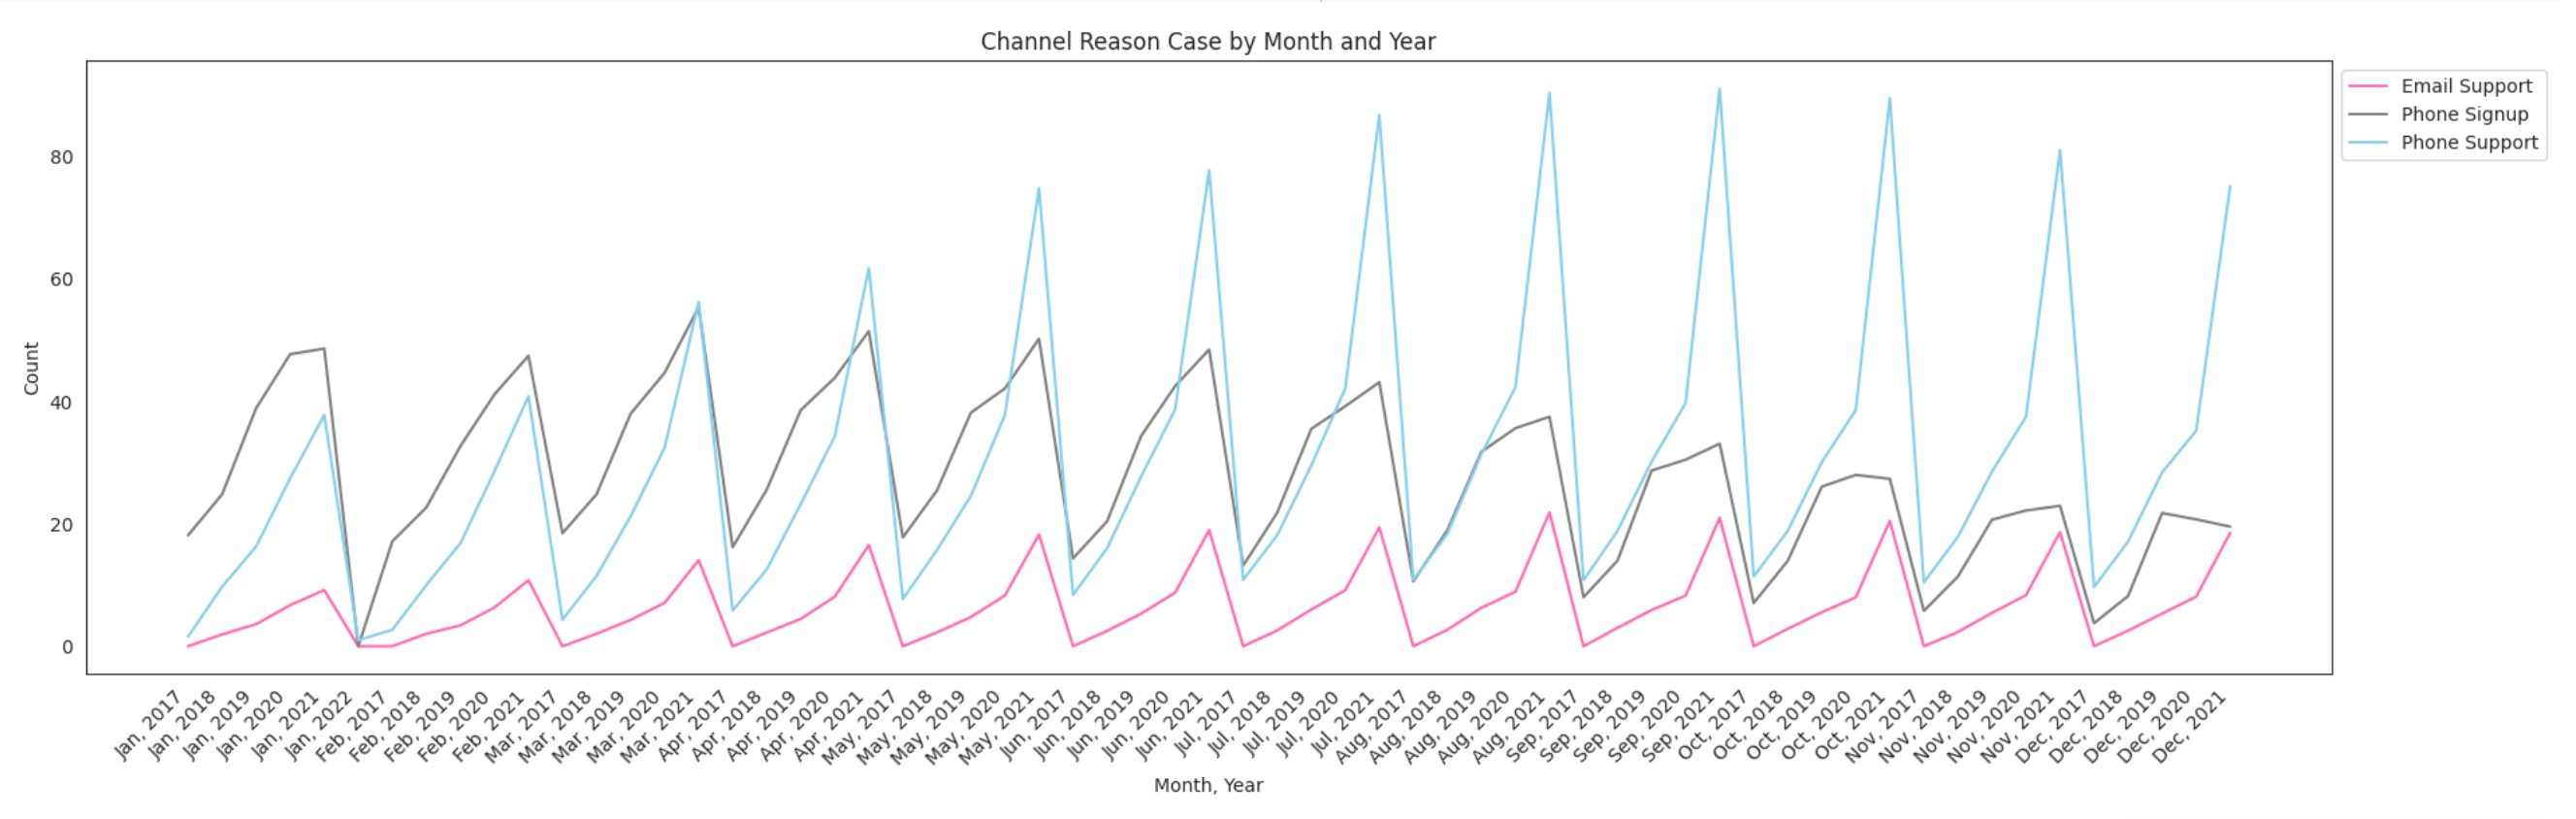 Channel Reason Case by Month and Year
Email Support
Phone Signup
Phone Support
Count
80
60
40
20
0
Jan, 2017
Jan, 2018
Jan, 2019
Jan, 2020
Jan, 2021
Jan, 2022
Feb, 2017
Feb, 2018
Feb, 2019
Feb, 2020
Feb, 2021
Mar, 2017
Mar, 2018
Mar, 2019
Mar, 2020
Mar, 2021
Apr, 2017
Apr, 2018
Apr, 2019
Apr, 2020
Apr, 2021
May, 2017
May, 2018
May, 2019
May, 2020
May, 2021
Jun, 2017
Jun, 2018
Jun, 2019
Jun, 2020
Jun, 2021
Jul, 2017
Jul, 2018
Jul, 2019
Jul, 2020
Jul, 2021
Aug, 2017
Aug, 2018
Aug, 2019
Aug, 2020
Aug, 2021
Sep, 2017
Sep, 2018
Sep, 2019
Sep, 2020
Sep, 2021
Oct, 2017
Oct, 2018
Oct, 2019
Oct, 2020
Oct, 2021
Nov, 2017
Nov, 2018
Nov, 2019
Nov, 2020
Nov, 2021
Dec, 2017
Dec, 2018
Dec, 2019
Dec, 2020
Dec, 2021
Month, Year